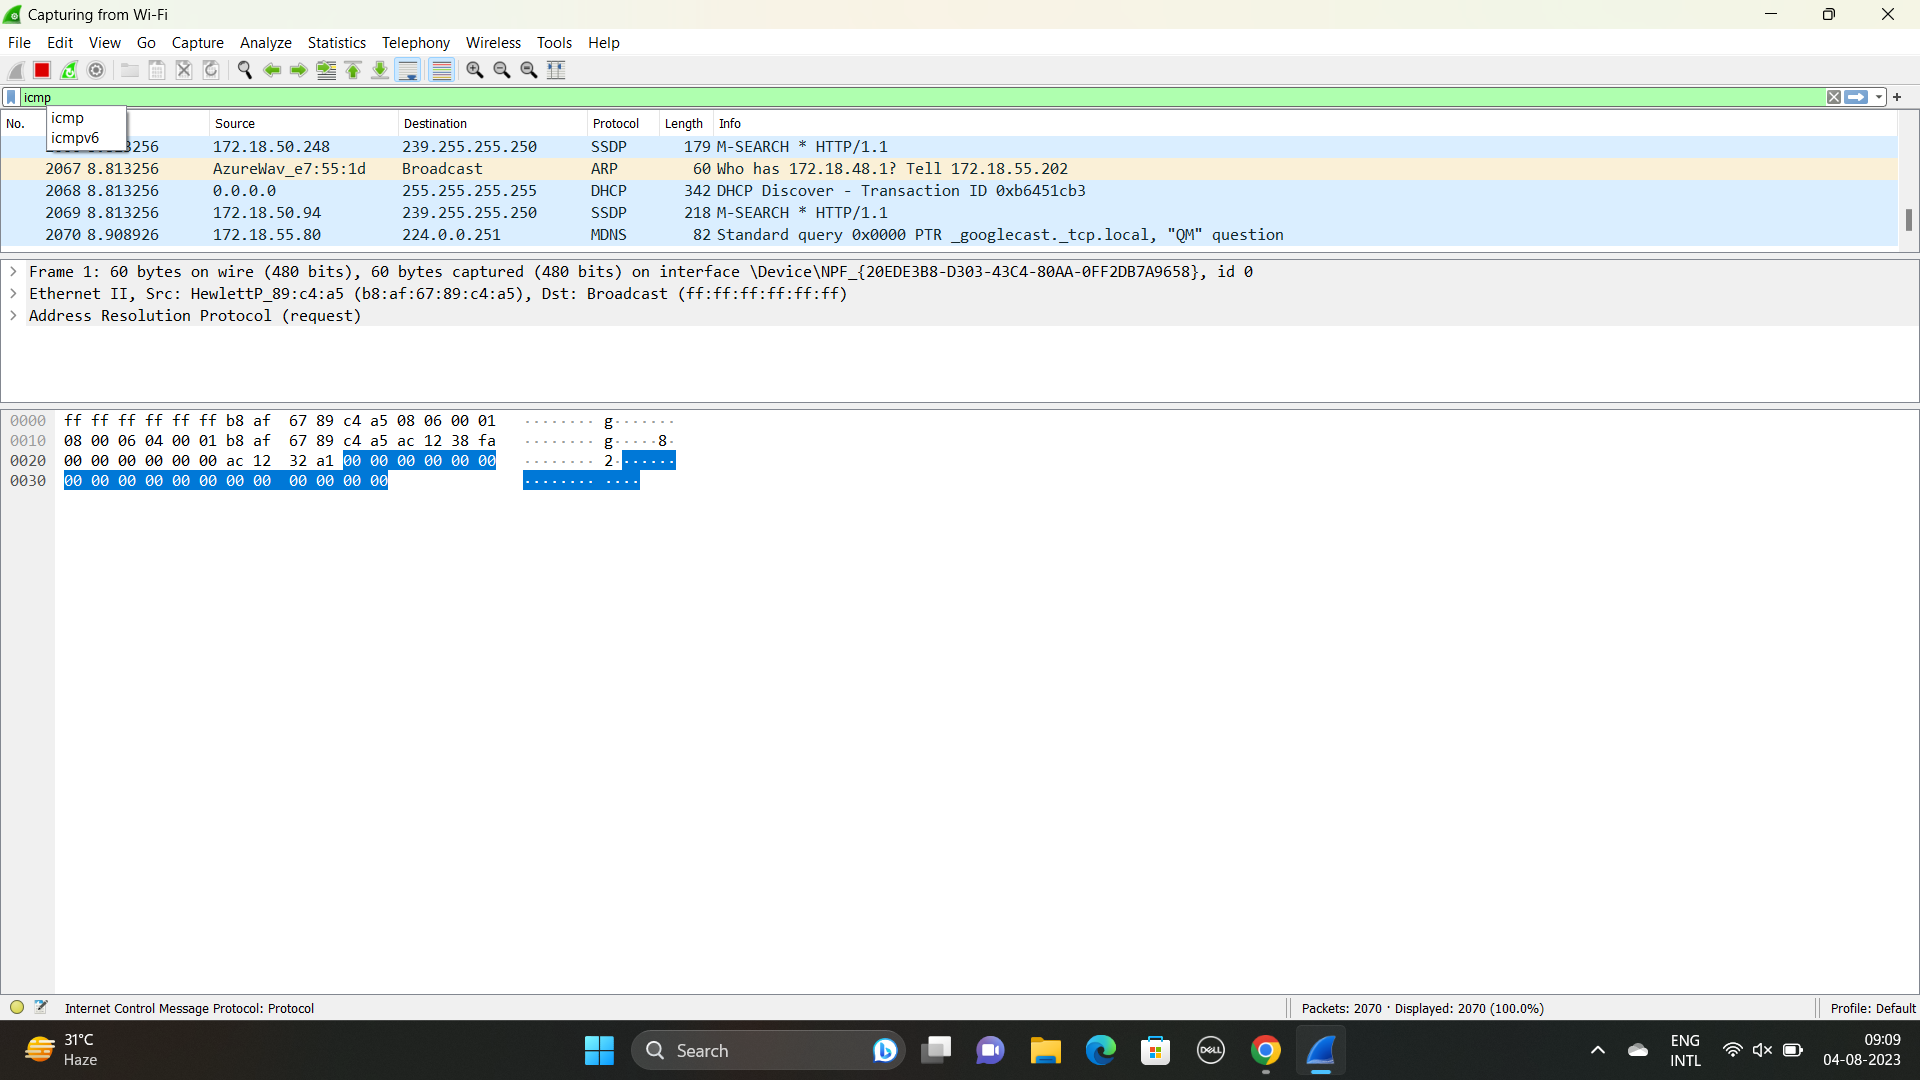 Capturing from Wi-Fi
File Edit View Go Capture Analyze Statistics Telephony Wireless Tools Help
icmp
icmp
icmpv6
No. Source Destination Protocol Length Info
3256 172.18.50.248 239.255.255.250 SSDP 179 M-SEARCH * HTTP/1.1
2067 8.813256 AzureWav_e7:55:1d Broadcast ARP 60 Who has 172.18.48.1? Tell 172.18.55.202
2068 8.813256 0.0.0.0 255.255.255.255 DHCP 342 DHCP Discover - Transaction ID 0xb6451cb3
2069 8.813256 172.18.50.94 239.255.255.250 SSDP 218 M-SEARCH * HTTP/1.1
2070 8.908926 172.18.55.80 224.0.0.251 MDNS 82 Standard query 0x0000 PTR _googlecast._tcp.local, "QM" question
Frame 1: 60 bytes on wire (480 bits), 60 bytes captured (480 bits) on interface \Device\NPF_{20EDE3B8-D303-43C4-80AA-0FF2DB7A9658}, id 0
Ethernet II, Src: HewlettP_89:c4:a5 (b8:af:67:89:c4:a5), Dst: Broadcast (ff:ff:ff:ff:ff:ff)
Address Resolution Protocol (request)
0000 ff ff ff ff ff ff b8 af 67 89 c4 a5 08 06 00 01 ········ g·······
0010 08 00 06 04 00 01 b8 af 67 89 c4 a5 ac 12 38 fa ········ g·····8·
0020 00 00 00 00 00 00 ac 12 32 a1 00 00 00 00 00 00 ········ 2·······
0030 00 00 00 00 00 00 00 00 00 00 00 00 ········ ····
Internet Control Message Protocol: Protocol
Packets: 2070 · Displayed: 2070 (100.0%)
Profile: Default
31°C
Haze
Search
DELL
ENG
INTL
09:09
04-08-2023